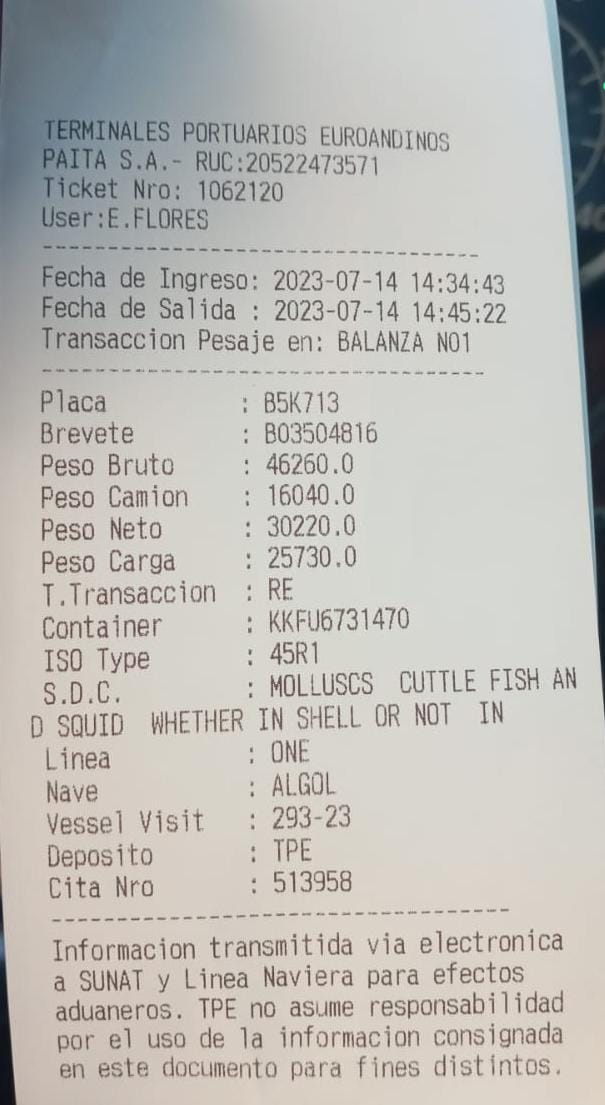 TERMINALES PORTUARIOS EUROANDINOS
PAITA S.A.- RUC:20522473571
Ticket Nro: 1062120
User:E.FLORES
Fecha de Ingreso: 2023-07-14 14:34:43
Fecha de Salida : 2023-07-14 14:45:22
Transaccion Pesaje en: BALANZA NO1
Placa : B5K713
Brevete : B03504816
Peso Bruto : 46260.0
Peso Camion : 16040.0
Peso Neto : 30220.0
Peso Carga : 25730.0
T.Transaccion : RE
Container : KKFU6731470
ISO Type : 45R1
S.D.C. : MOLLUSCS CUTTLE FISH AN
D SQUID WHETHER IN SHELL OR NOT IN
Linea : ONE
Nave : ALGOL
Vessel Visit : 293-23
Deposito : TPE
Cita Nro : 513958
Informacion transmitida via electronica
a SUNAT y Linea Naviera para efectos
aduaneros. TPE no asume responsabilidad
por el uso de la informacion consignada
en este documento para fines distintos.